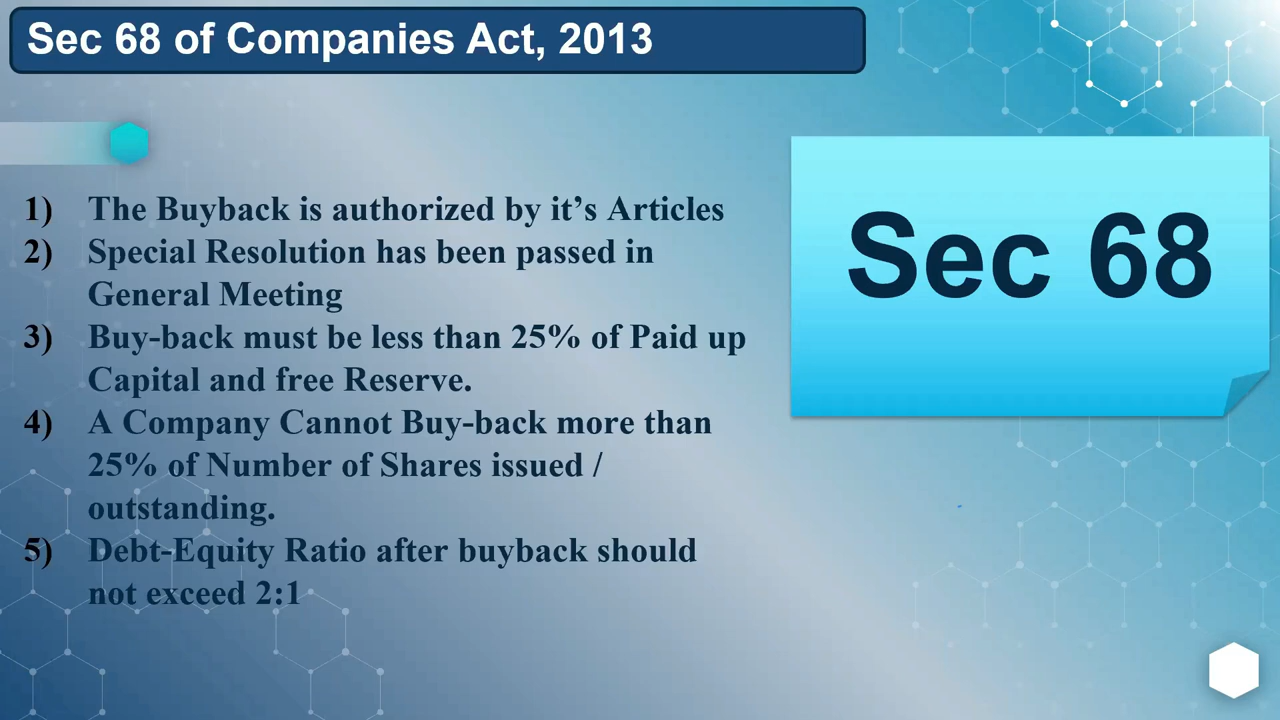 Sec 68 of Companies Act, 2013
1) The Buyback is authorized by it’s Articles
2) Special Resolution has been passed in
General Meeting
3) Buy-back must be less than 25% of Paid up
Capital and free Reserve.
4) A Company Cannot Buy-back more than
25% of Number of Shares issued /
outstanding.
5) Debt-Equity Ratio after buyback should
not exceed 2:1
Sec 68